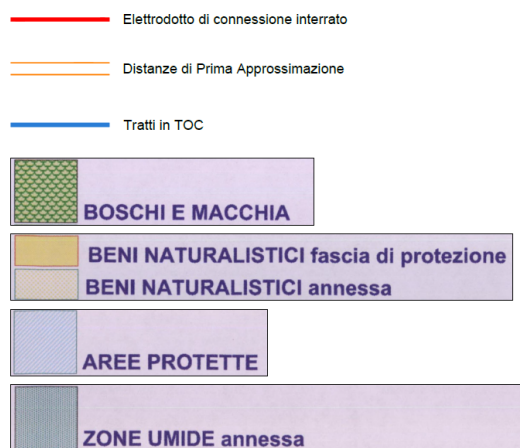 Elettrodotto di connessione interrato
Distanze di Prima Approssimazione
Tratti in TOC
BOSCHI E MACCHIA
BENI NATURALISTICI fascia di protezione
BENI NATURALISTICI annessa
AREE PROTETTE
ZONE UMIDE annessa